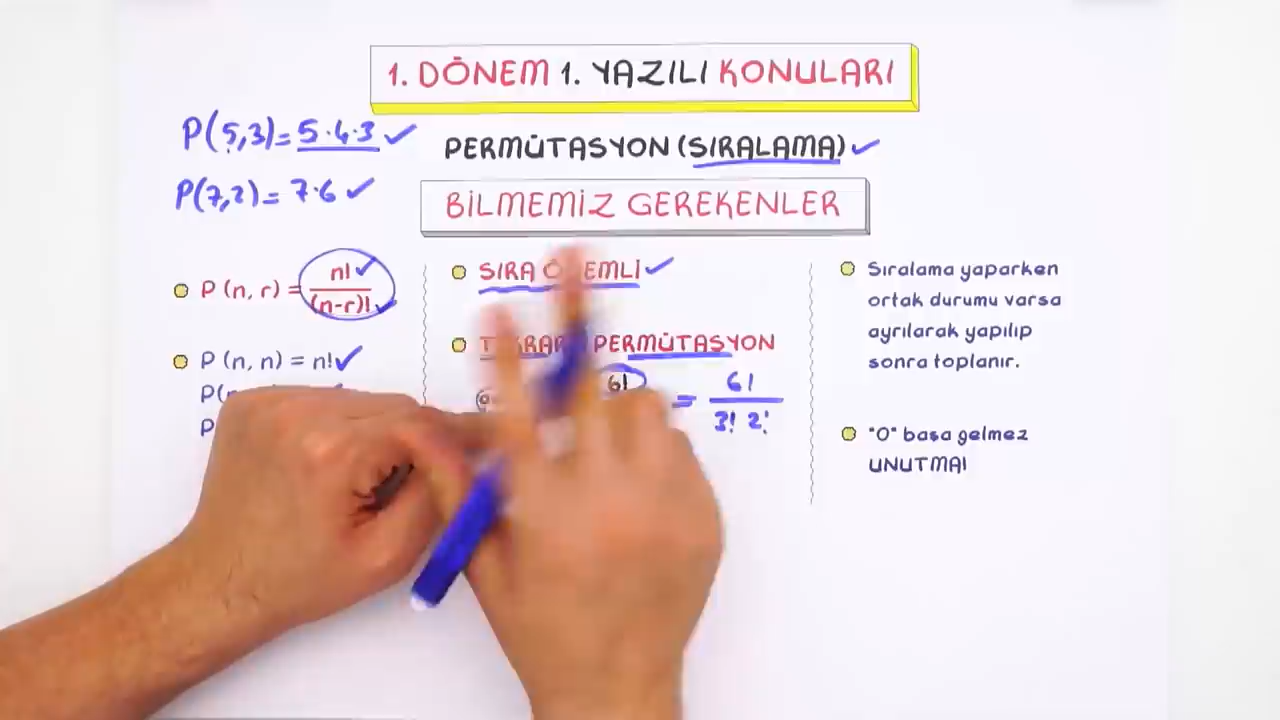 1. DÖNEM 1. YAZILI KONULARI
PERMÜTASYON (SIRALAMA)
BİLMEMİZ GEREKENLER
P(5,3)= 5·4·3
P(7,2)= 7·6
P (n, r) = n!
(n-r)!
P (n, n) = n!
SIRA ÖNEMLİ
PERMÜTASYON
6!
= 6!
3! 2!
Sıralama yaparken
ortak durumu varsa
ayrılarak yapılıp
sonra toplanır.
"0" başa gelmez
UNUTMA!